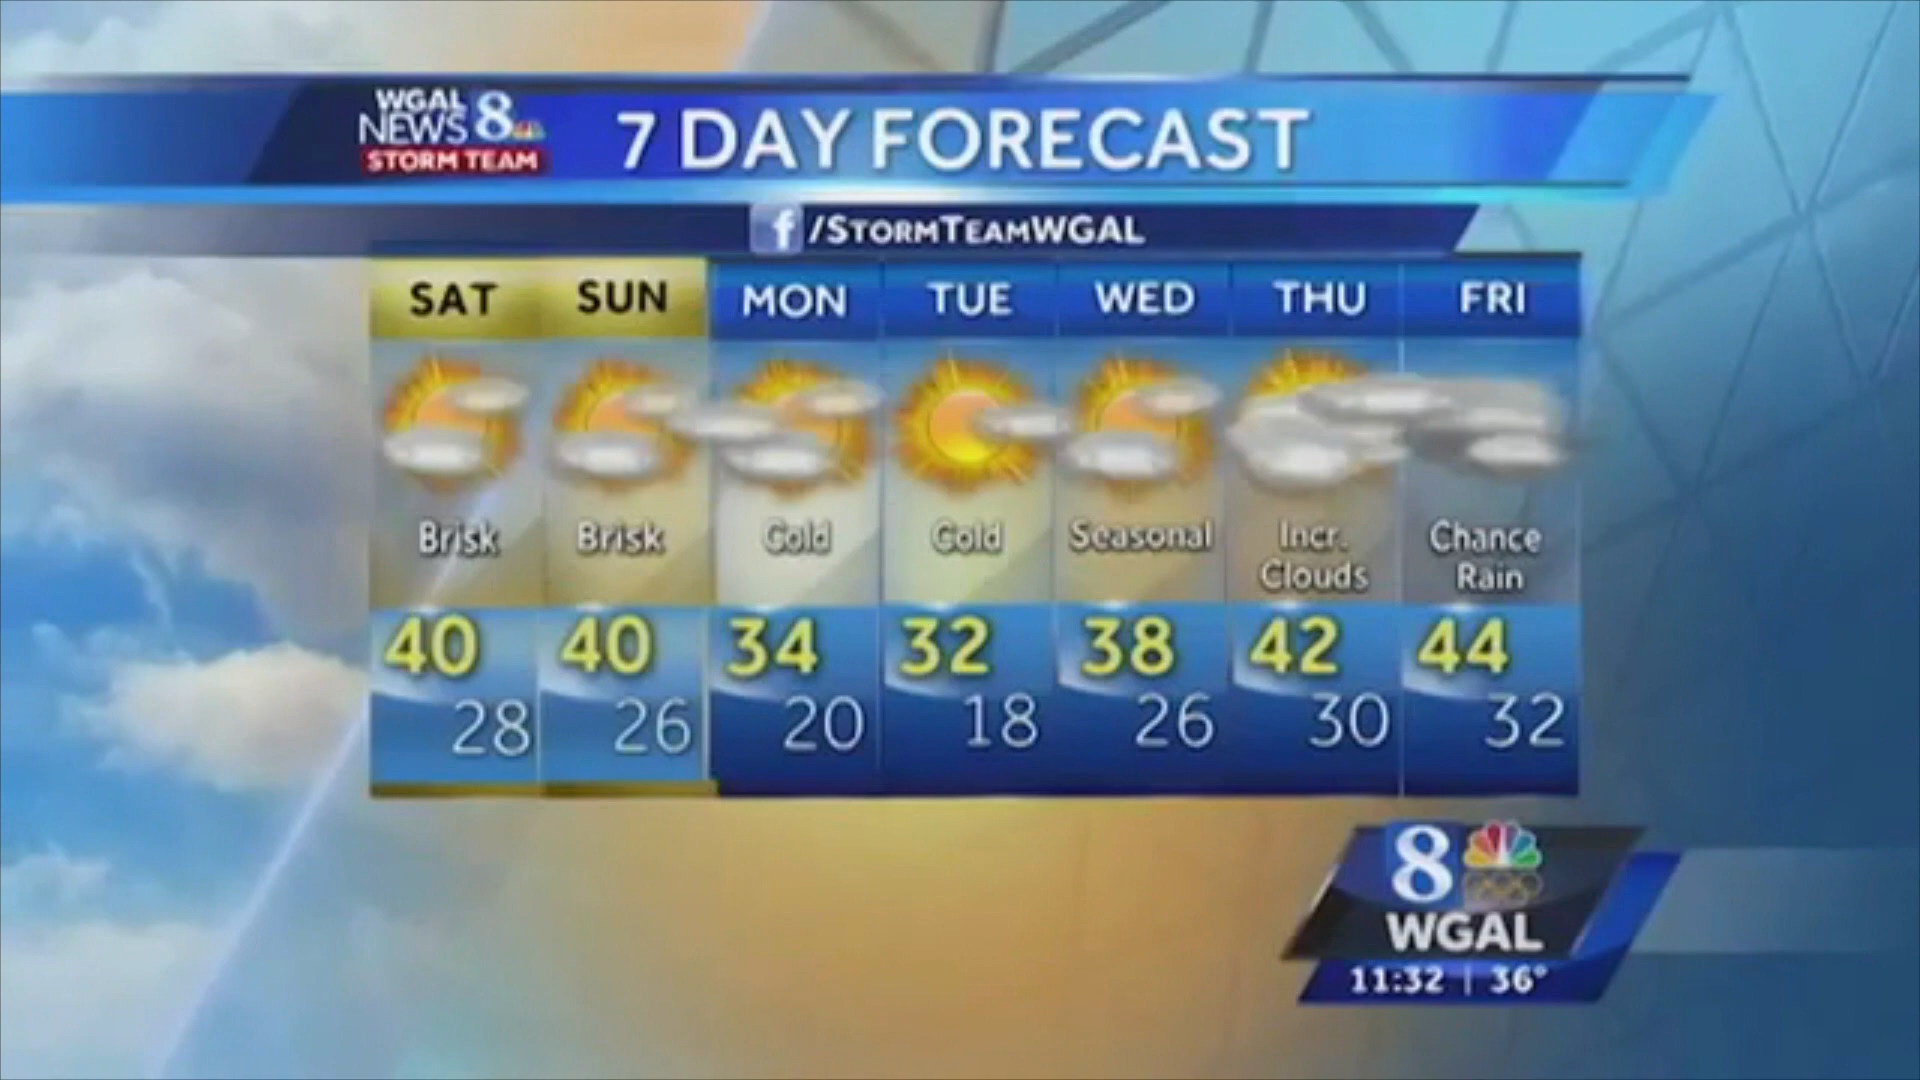 WGAL
NEWS 8
STORM TEAM
7 DAY FORECAST
f/STORMTEAMWGAL
SAT SUN MON TUE WED THU FRI
Brisk Brisk Cold Cold Seasonal Incr. Clouds Chance Rain
40 40 34 32 38 42 44
28 26 20 18 26 30 32
8
WGAL
11:32 | 36°